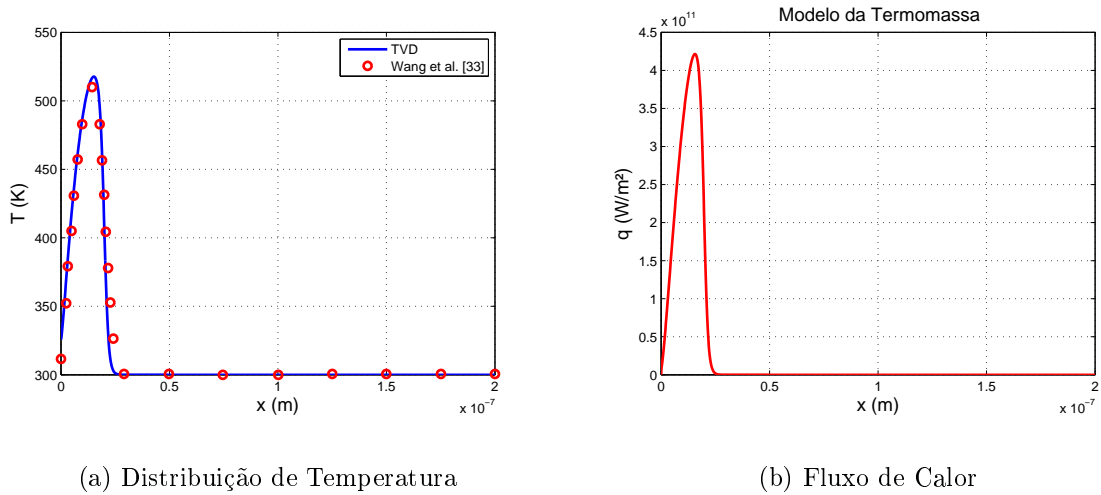 550
500
450
400
350
300
T (K)
TVD
Wang et al. [33]
0 0.5 1 1.5 2
x 10⁻⁷
x (m)
(a) Distribuição de Temperatura
x 10¹¹
Modelo da Termomassa
4.5
4
3.5
3
2.5
2
1.5
1
0.5
0
q (W/m²)
0 0.5 1 1.5 2
x 10⁻⁷
x (m)
(b) Fluxo de Calor